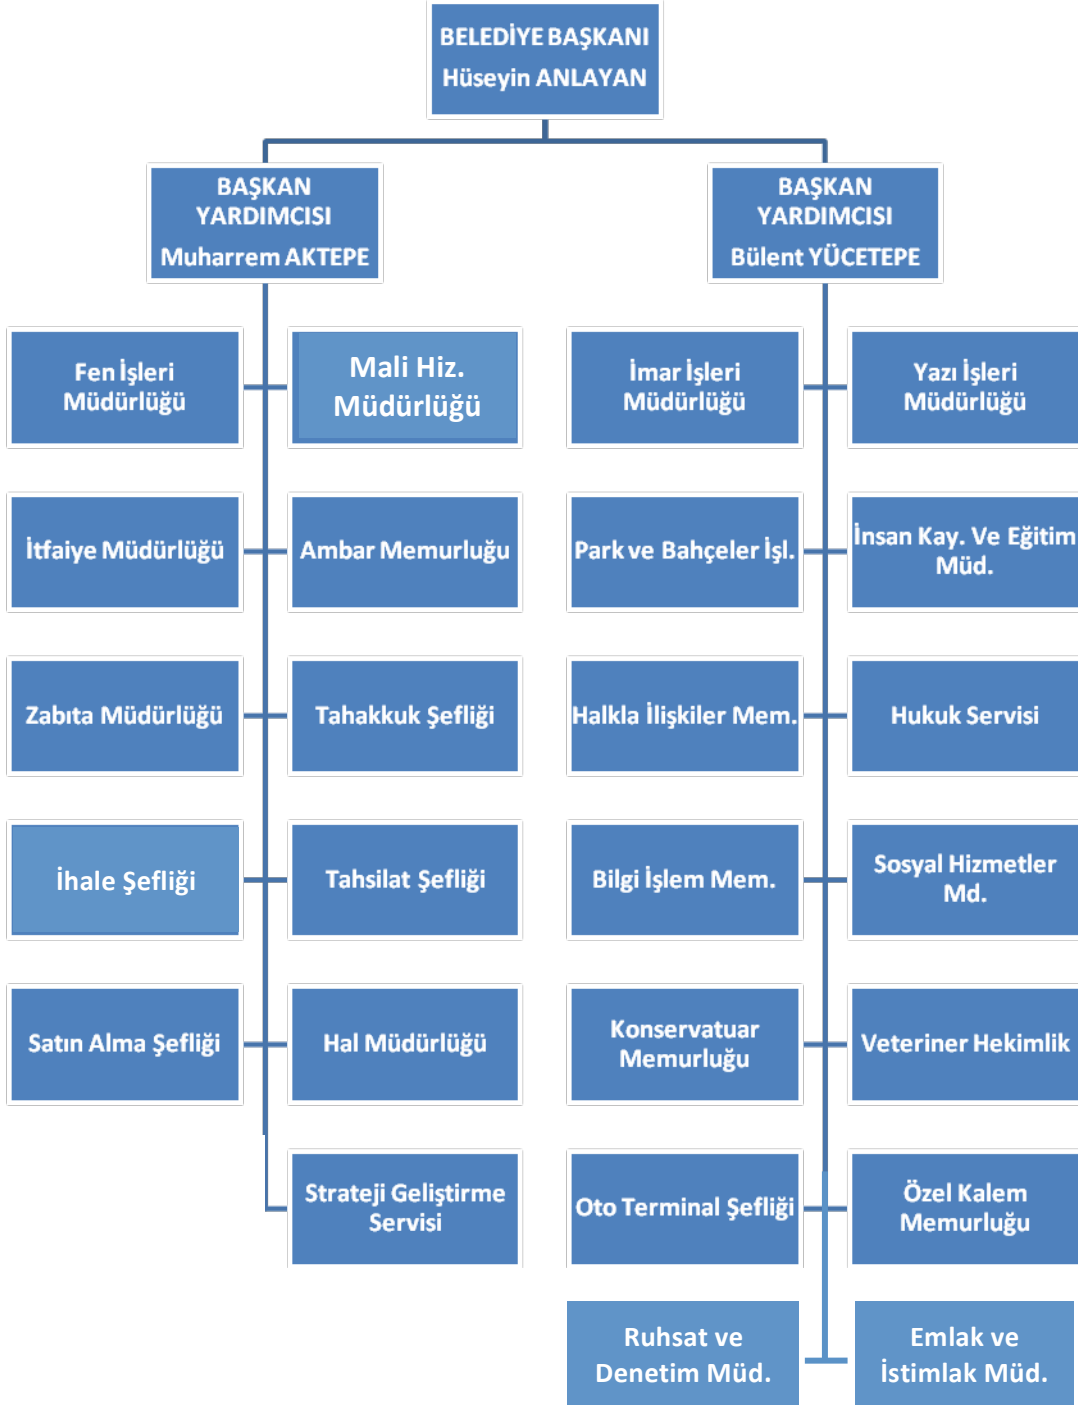 BELEDİYE BAŞKANI
Hüseyin ANLAYAN
BAŞKAN
YARDIMCISI
Muharrem AKTEPE
BAŞKAN
YARDIMCISI
Bülent YÜCETEPE
Fen İşleri
Müdürlüğü
Mali Hiz.
Müdürlüğü
İmar İşleri
Müdürlüğü
Yazı İşleri
Müdürlüğü
İtfaiye Müdürlüğü
Ambar Memurluğu
Park ve Bahçeler İşl.
İnsan Kay. Ve Eğitim
Müd.
Zabıta Müdürlüğü
Tahakkuk Şefliği
Halkla İlişkiler Mem.
Hukuk Servisi
İhale Şefliği
Tahsilat Şefliği
Bilgi İşlem Mem.
Sosyal Hizmetler
Md.
Satın Alma Şefliği
Hal Müdürlüğü
Konservatuar
Memurluğu
Veteriner Hekimlik
Strateji Geliştirme
Servisi
Oto Terminal Şefliği
Özel Kalem
Memurluğu
Ruhsat ve
Denetim Müd.
Emlak ve
İstimlak Müd.